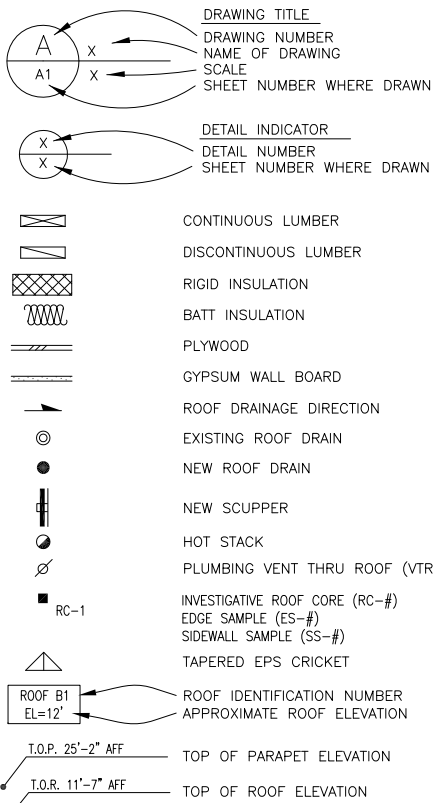 DRAWING TITLE
A
DRAWING NUMBER
X
NAME OF DRAWING
A1
X
SCALE
SHEET NUMBER WHERE DRAWN
DETAIL INDICATOR
X
DETAIL NUMBER
X
SHEET NUMBER WHERE DRAWN
CONTINUOUS LUMBER
DISCONTINUOUS LUMBER
RIGID INSULATION
BATT INSULATION
PLYWOOD
GYPSUM WALL BOARD
ROOF DRAINAGE DIRECTION
EXISTING ROOF DRAIN
NEW ROOF DRAIN
NEW SCUPPER
HOT STACK
PLUMBING VENT THRU ROOF (VTR
RC-1
INVESTIGATIVE ROOF CORE (RC-#)
EDGE SAMPLE (ES-#)
SIDEWALL SAMPLE (SS-#)
TAPERED EPS CRICKET
ROOF B1
ROOF IDENTIFICATION NUMBER
EL=12'
APPROXIMATE ROOF ELEVATION
T.O.P. 25'-2" AFF
TOP OF PARAPET ELEVATION
T.O.R. 11'-7" AFF
TOP OF ROOF ELEVATION